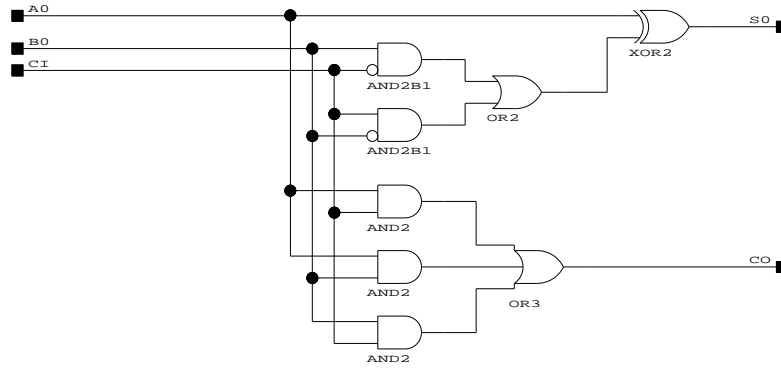 A0
S0
B0
XOR2
CI
AND2B1
OR2
AND2B1
AND2
CO
AND2
OR3
AND2